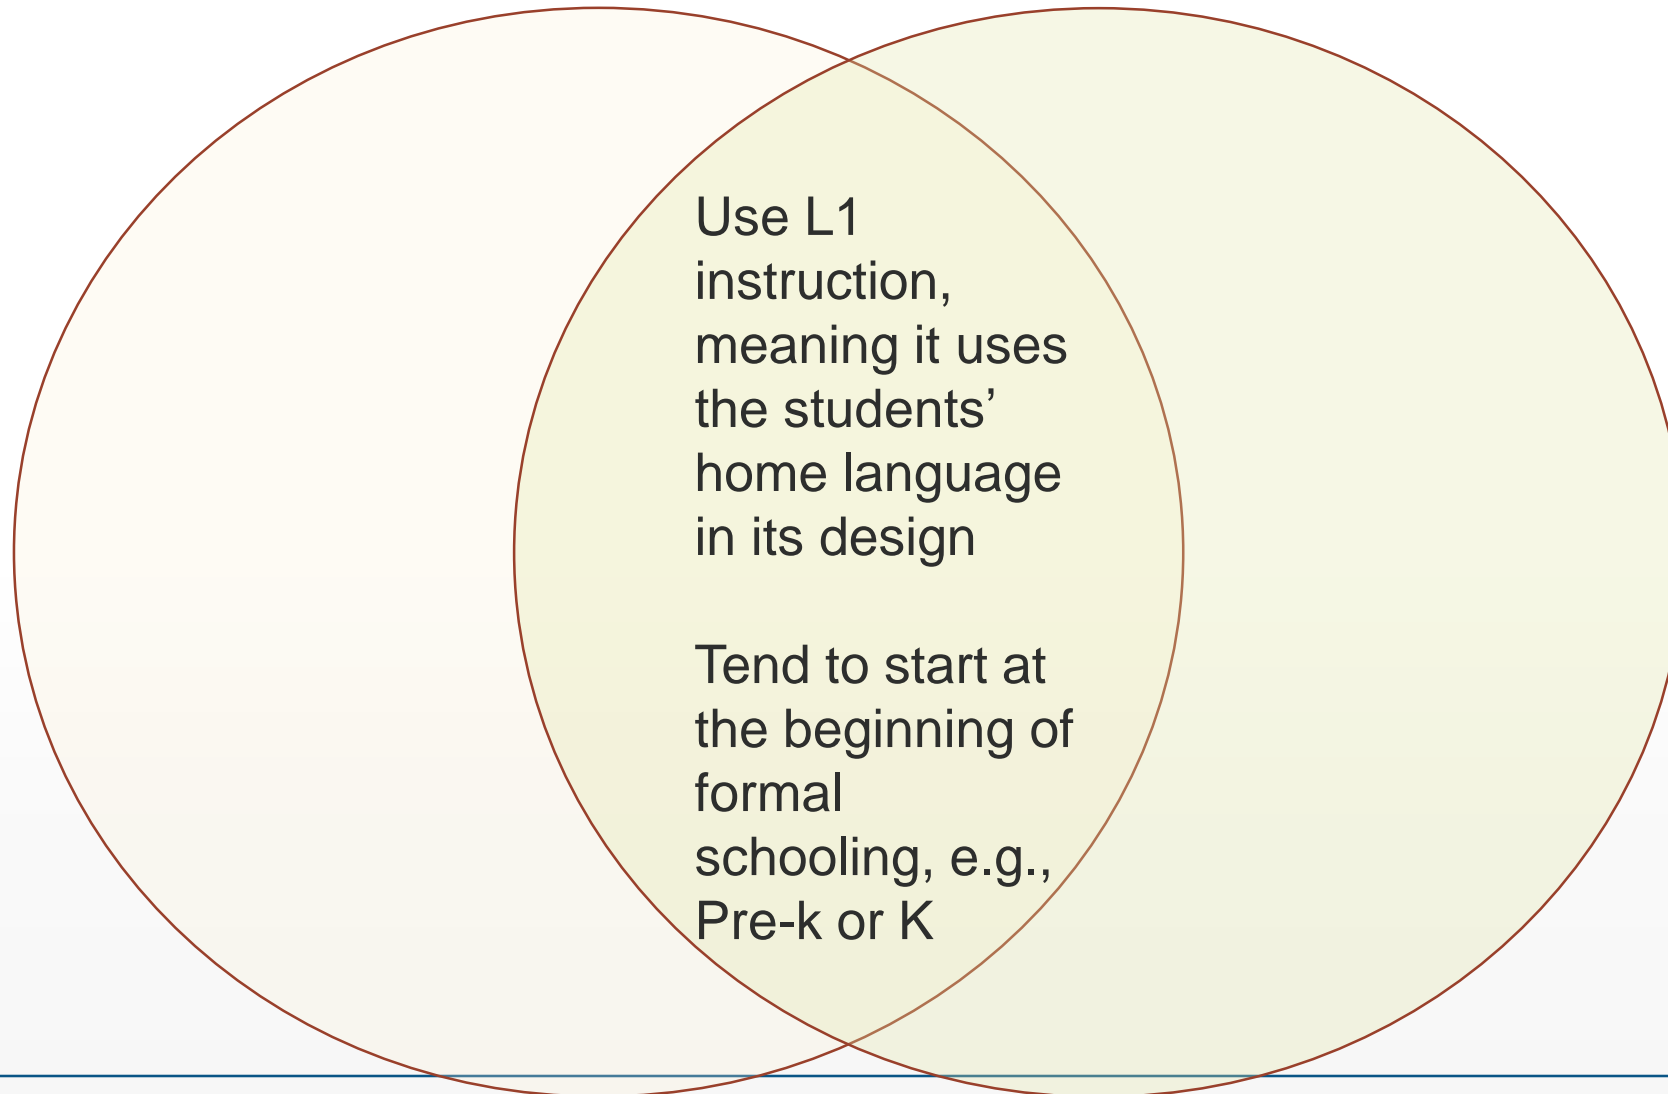 Use L1
instruction,
meaning it uses
the students’
home language
in its design
Tend to start at
the beginning of
formal
schooling, e.g.,
Pre-k or K